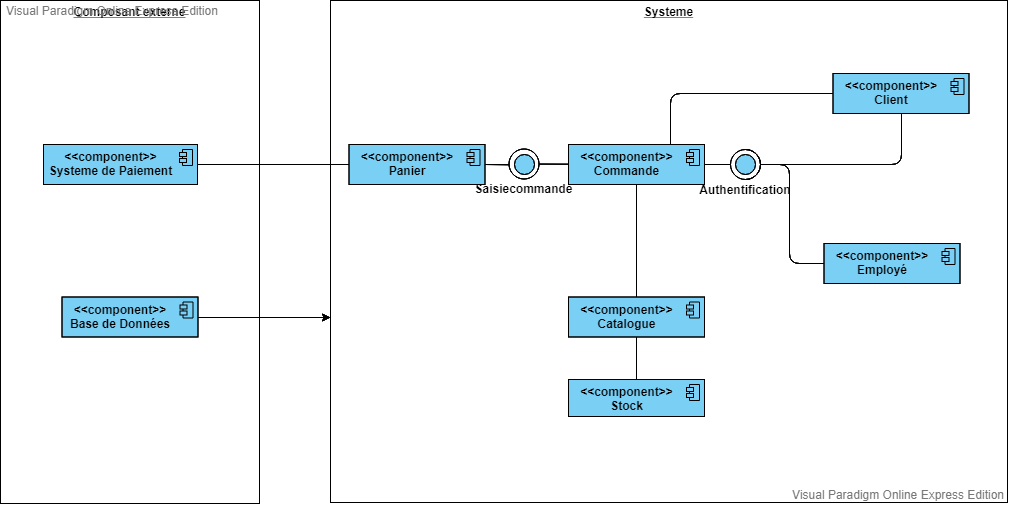 Visual Paradigm Online Express Edition
Composant externe
Systeme
<<component>>
Client
<<component>>
Systeme de Paiement
<<component>>
Panier
Saisiecommande
<<component>>
Commande
Authentification
<<component>>
Employé
<<component>>
Base de Données
<<component>>
Catalogue
<<component>>
Stock
Visual Paradigm Online Express Edition